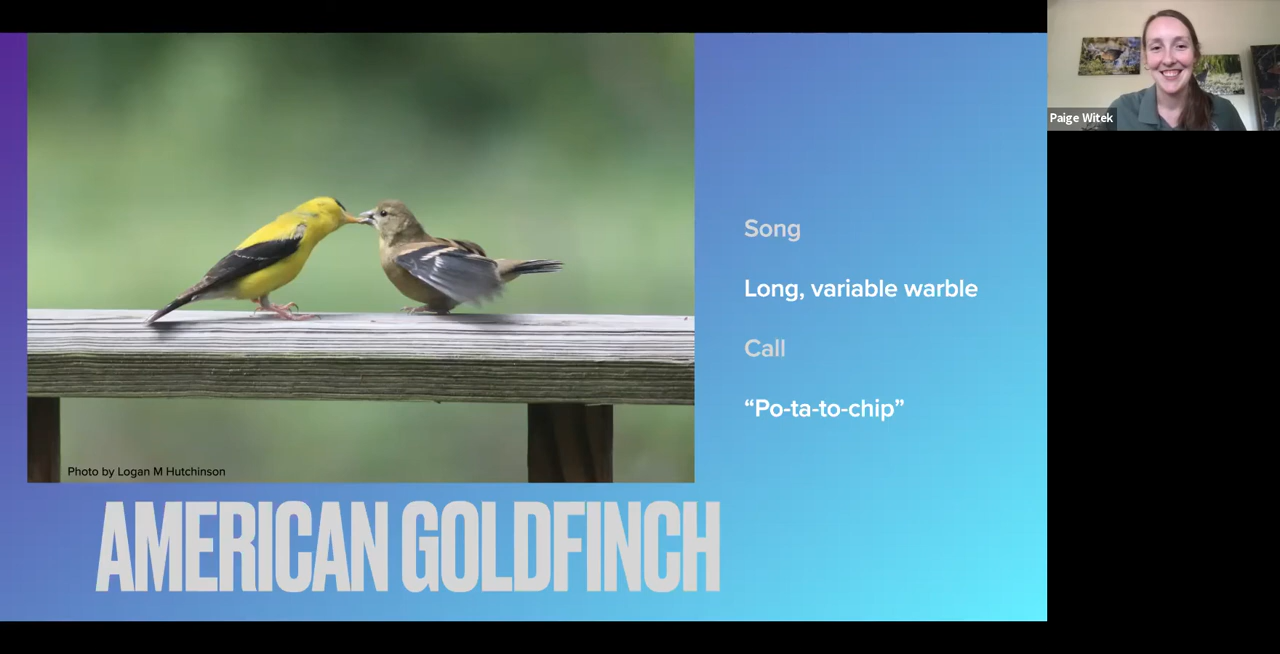 Paige Witek
Song
Long, variable warble
Call
“Po-ta-to-chip”
Photo by Logan M Hutchinson
AMERICAN GOLDFINCH